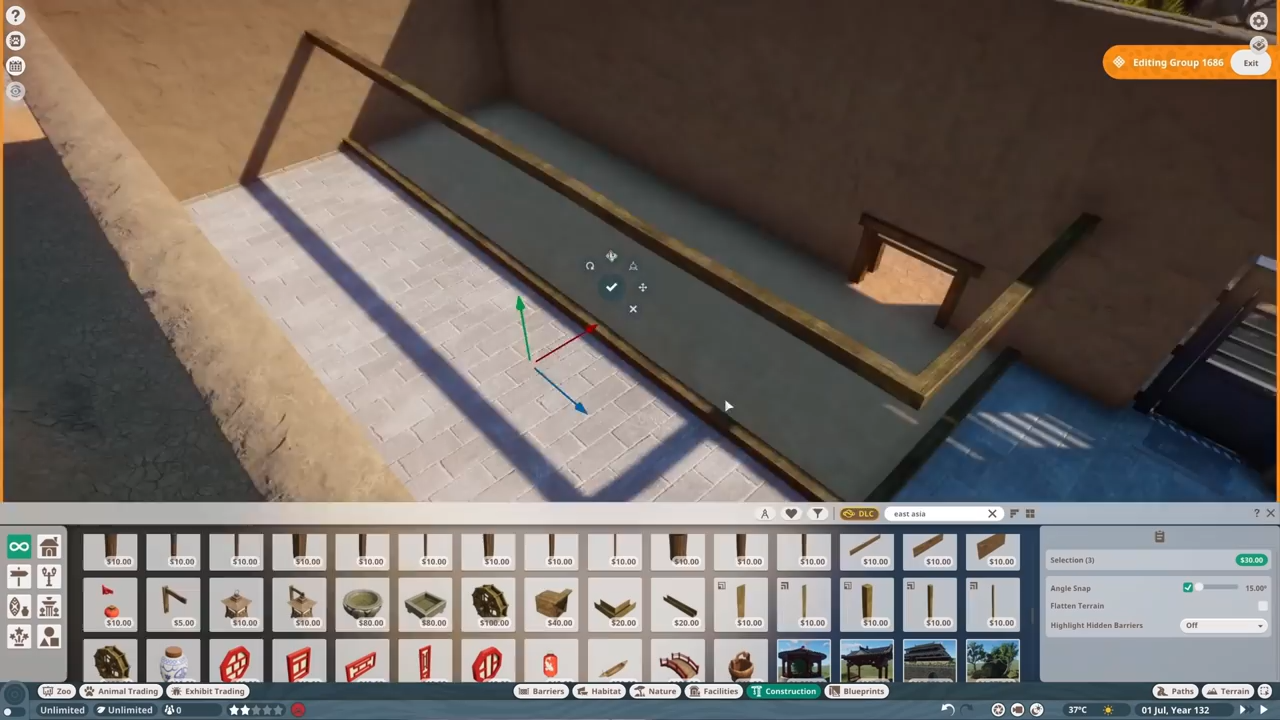 ?
Editing Group 1686
Exit
DLC
east asia
?
$10.00 $10.00 $10.00 $10.00 $10.00 $10.00 $10.00 $10.00 $10.00 $10.00 $10.00 $10.00 $10.00 $10.00 $10.00
$10.00 $5.00 $10.00 $10.00 $80.00 $80.00 $100.00 $40.00 $20.00 $20.00 $10.00 $10.00 $10.00 $10.00 $10.00
Selection (3)
$30.00
Angle Snap
15.00°
Flatten Terrain
Highlight Hidden Barriers
Off
Zoo Animal Trading Exhibit Trading Barriers Habitat Nature Facilities Construction Blueprints Paths Terrain
Unlimited Unlimited 0 37°C 01 Jul, Year 132